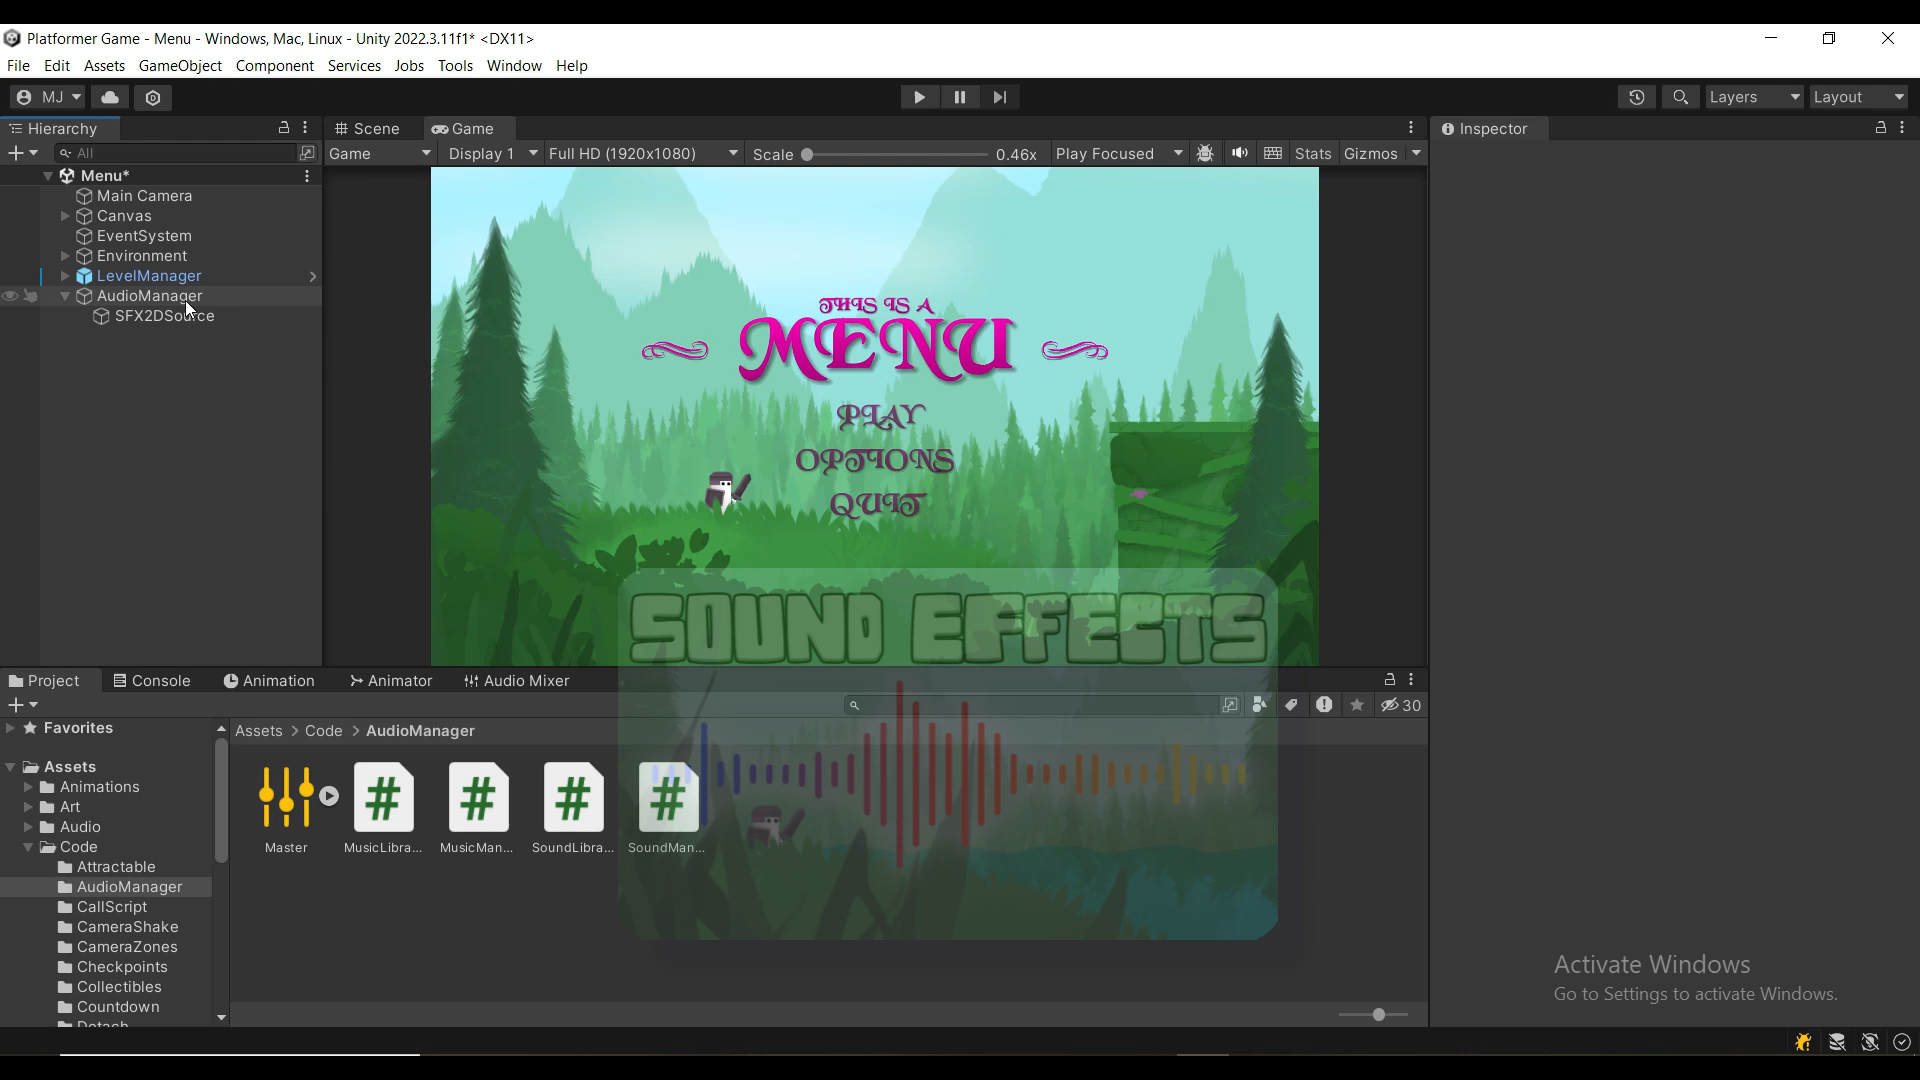 Platformer Game - Menu - Windows, Mac, Linux - Unity 2022.3.11f1* <DX11>
File Edit Assets GameObject Component Services Jobs Tools Window Help
MJ Layers Layout
Hierarchy
All
Menu*
Main Camera
Canvas
EventSystem
Environment
LevelManager
AudioManager
SFX2DSource
Scene Game
Game Display 1 Full HD (1920x1080) Scale 0.46x Play Focused Stats Gizmos
THIS IS A
MENU
PLAY
OPTIONS
QUIT
SOUND EFFECTS
Inspector
Project Console Animation Animator Audio Mixer
30
Favorites
Assets
Animations
Art
Audio
Code
Attractable
AudioManager
CallScript
CameraShake
CameraZones
Checkpoints
Collectibles
Countdown
Detach
Assets > Code > AudioManager
Master MusicLibra... MusicMan... SoundLibra... SoundMan...
Activate Windows
Go to Settings to activate Windows.